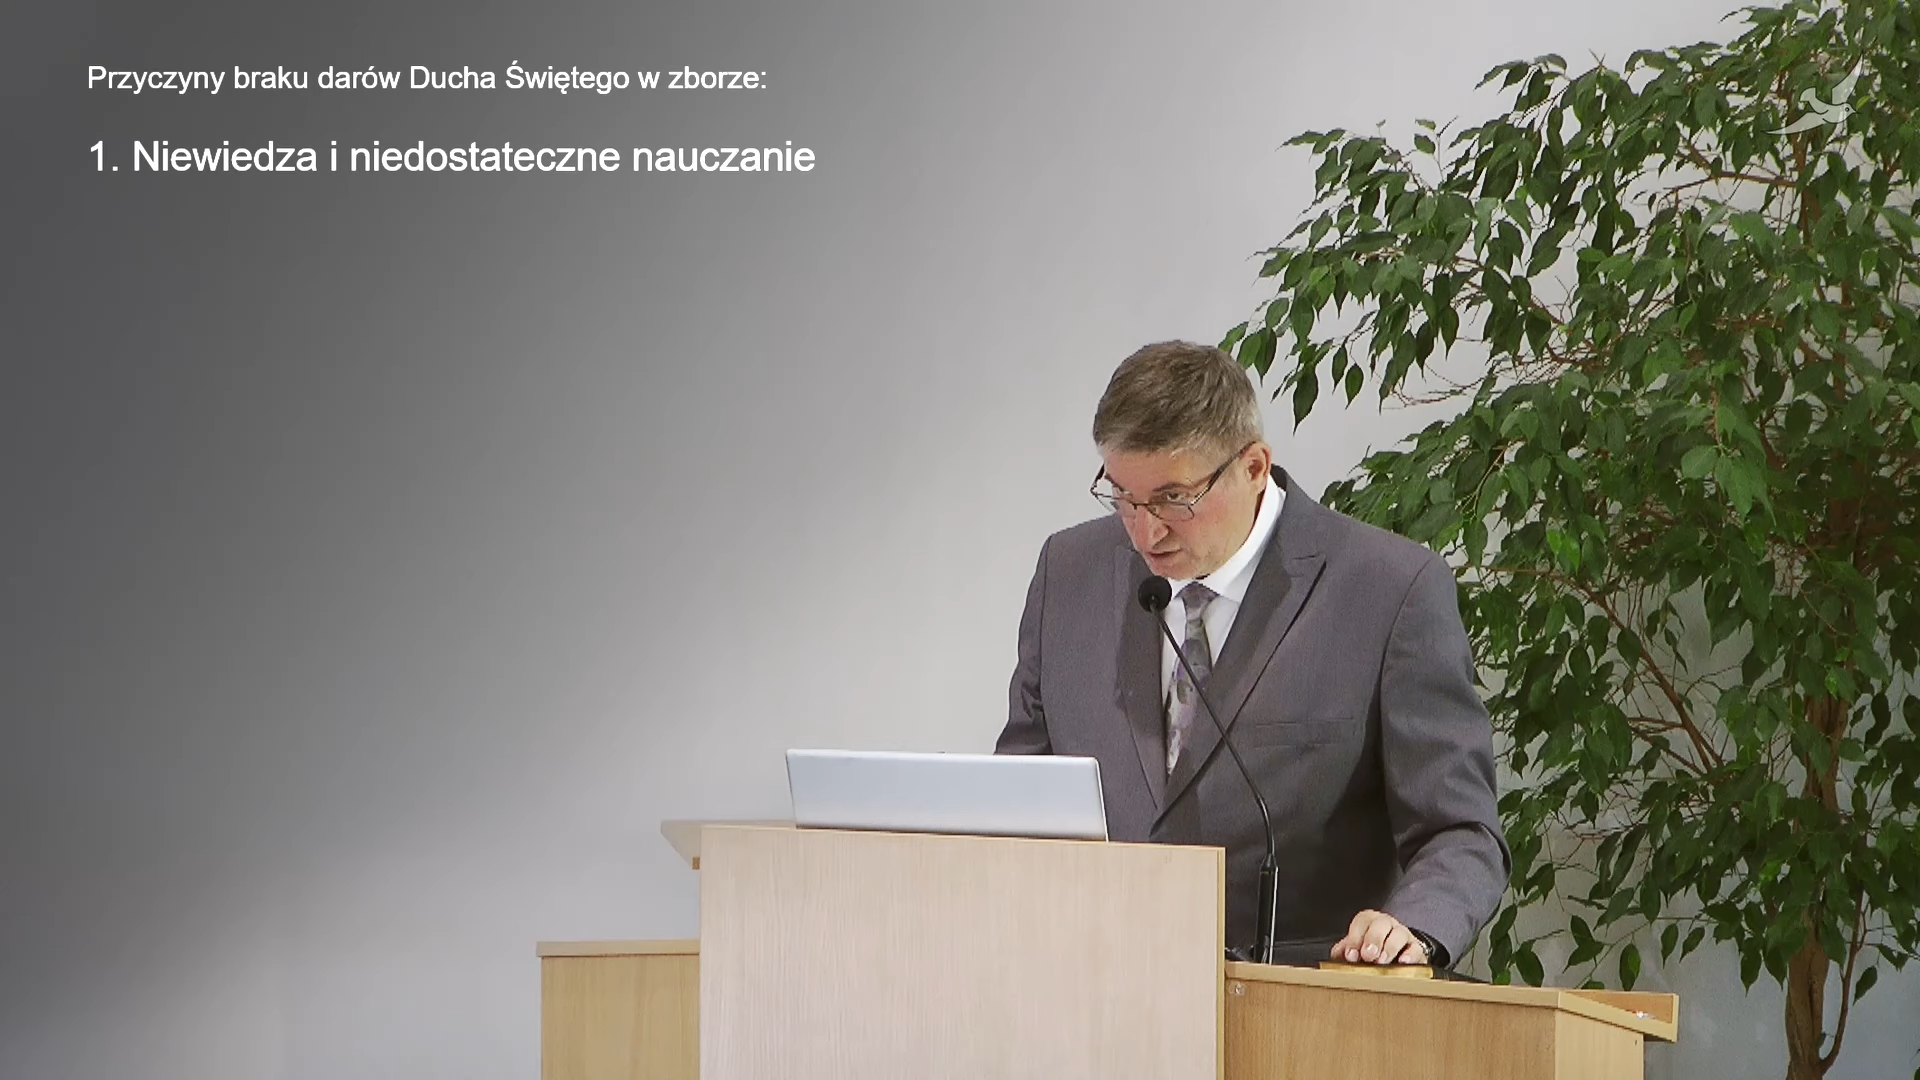 Przyczyny braku darów Ducha Świętego w zborze:
1. Niewiedza i niedostateczne nauczanie